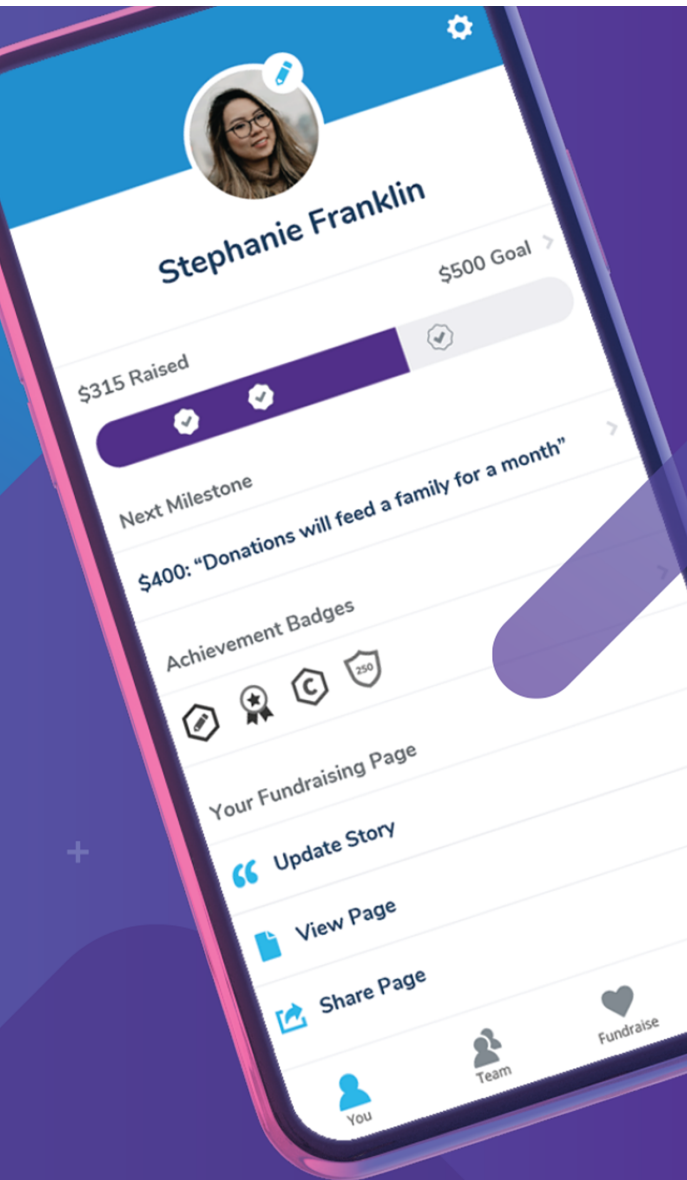 Stephanie Franklin
$500 Goal
$315 Raised
Next Milestone
$400: “Donations will feed a family for a month”
Achievement Badges
C
250
Your Fundraising Page
Update Story
View Page
Share Page
You
Team
Fundraise